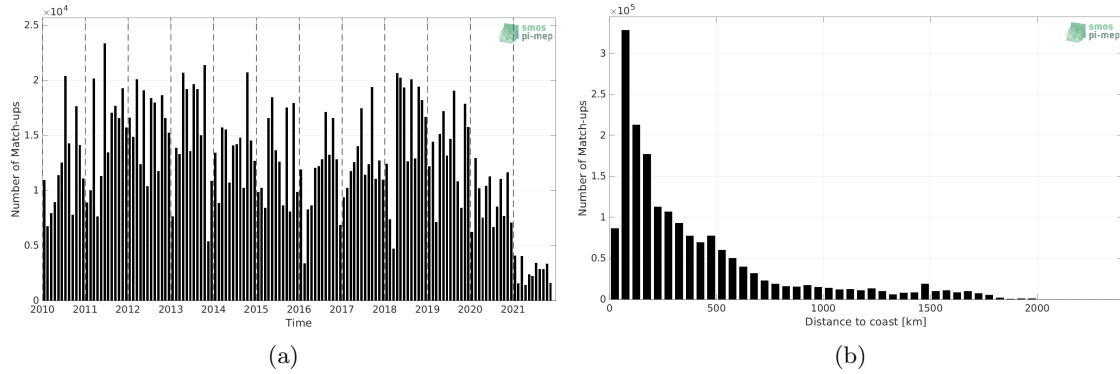 ×10⁴
2.5
2
1.5
1
0.5
0
Number of Match-ups
2010 2011 2012 2013 2014 2015 2016 2017 2018 2019 2020 2021
Time
smos
pi-mep
(a)
×10⁵
3
2.5
2
1.5
1
0.5
0
Number of Match-ups
0 500 1000 1500 2000
Distance to coast [km]
smos
pi-mep
(b)